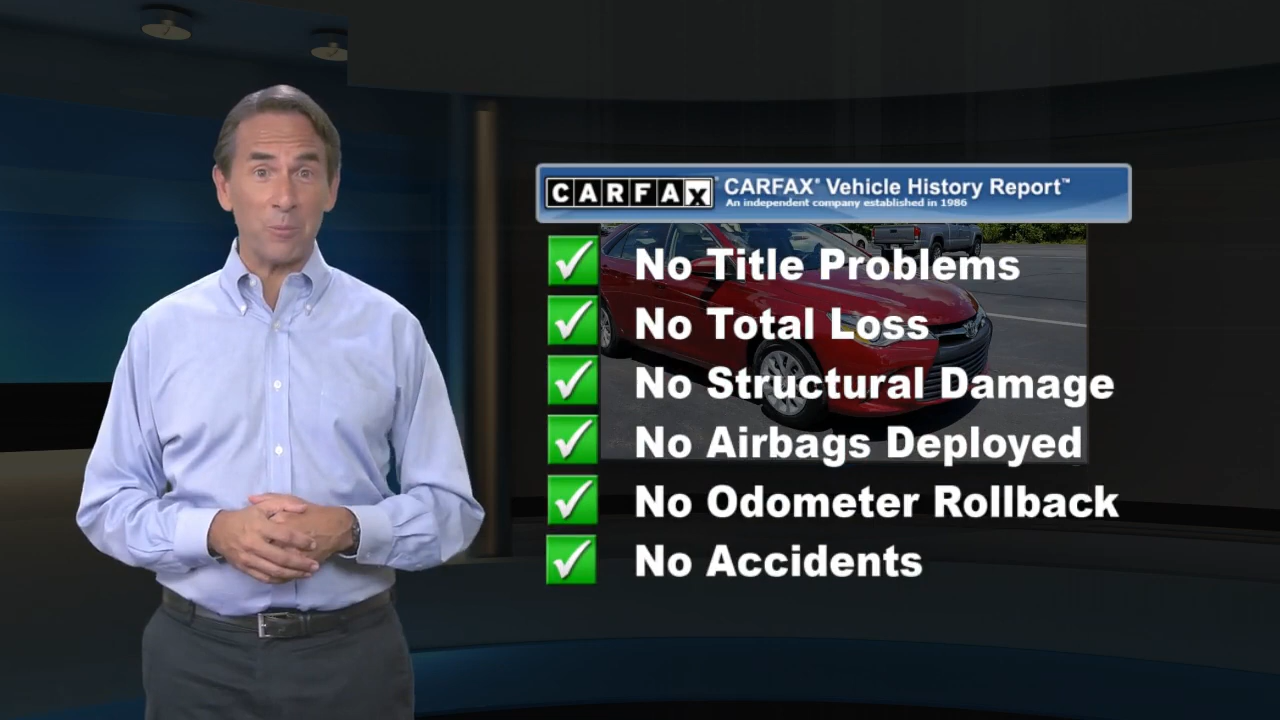 CARFAX® CARFAX® Vehicle History Report™
An independent company established in 1986
No Title Problems
No Total Loss
No Structural Damage
No Airbags Deployed
No Odometer Rollback
No Accidents